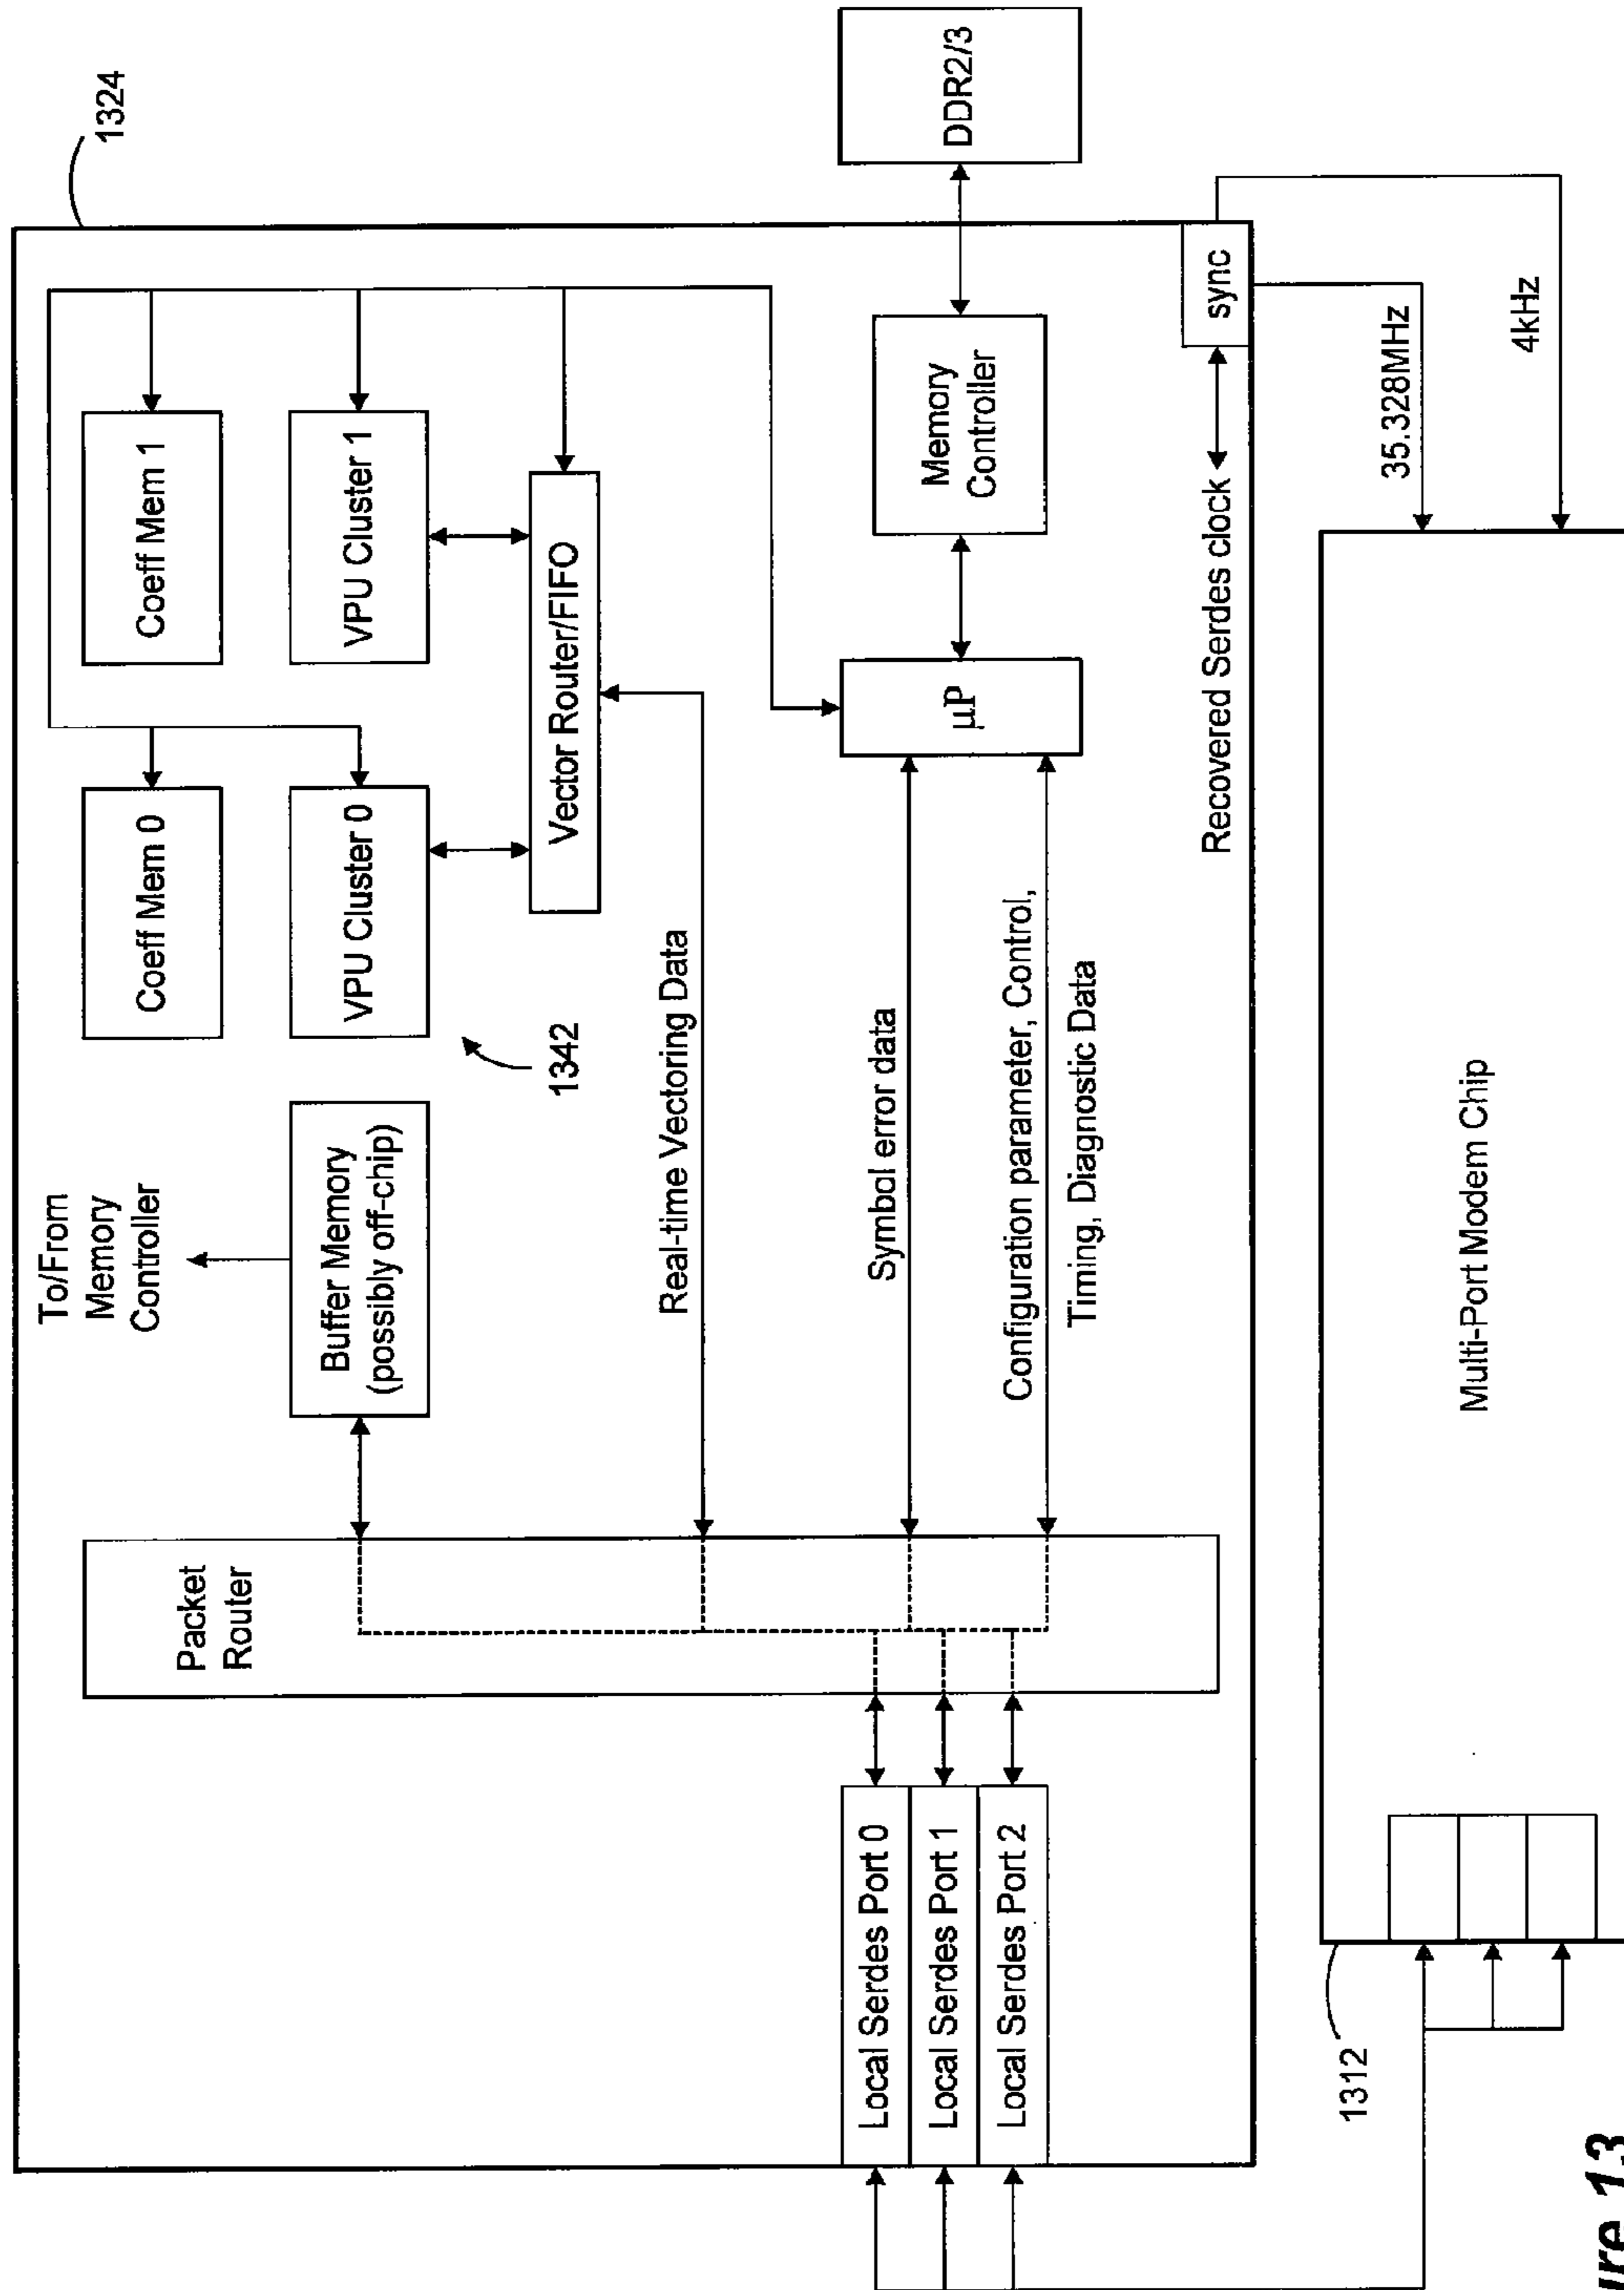 1324
To/From
Memory
Controller
Coeff Mem 0
Coeff Mem 1
Packet
Router
Buffer Memory
(possibly off-chip)
VPU Cluster 0
VPU Cluster 1
1342
Vector Router/FIFO
Real-time Vectoring Data
Local Serdes Port 0
Local Serdes Port 1
Local Serdes Port 2
Symbol error data
Configuration parameter, Control,
Timing, Diagnostic Data
µP
Memory
Controller
DDR2/3
Recovered Serdes clock
sync
35.328MHz
4kHz
1312
Multi-Port Modem Chip
13